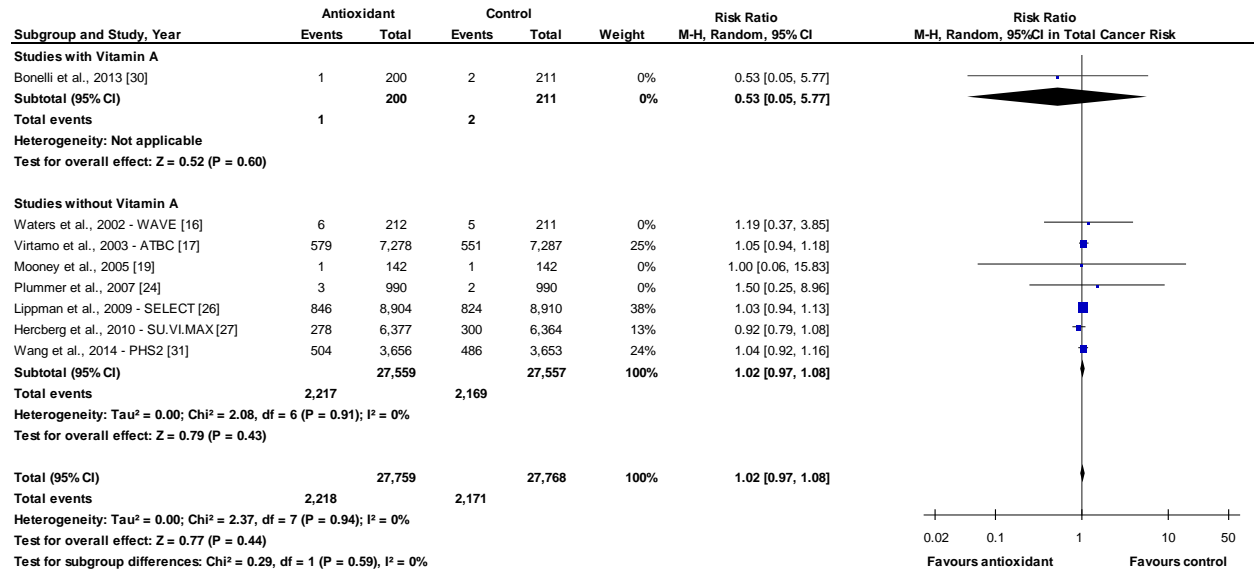 Antioxidant Control Risk Ratio Risk Ratio
Subgroup and Study, Year Events Total Events Total Weight M-H, Random, 95% CI M-H, Random, 95%CI in Total Cancer Risk
Studies with Vitamin A
Bonelli et al., 2013 [30] 1 200 2 211 0% 0.53 [0.05, 5.77]
Subtotal (95% CI) 200 211 0% 0.53 [0.05, 5.77]
Total events 1 2
Heterogeneity: Not applicable
Test for overall effect: Z = 0.52 (P = 0.60)
Studies without Vitamin A
Waters et al., 2002 - WAVE [16] 6 212 5 211 0% 1.19 [0.37, 3.85]
Virtamo et al., 2003 - ATBC [17] 579 7,278 551 7,287 25% 1.05 [0.94, 1.18]
Mooney et al., 2005 [19] 1 142 1 142 0% 1.00 [0.06, 15.83]
Plummer et al., 2007 [24] 3 990 2 990 0% 1.50 [0.25, 8.96]
Lippman et al., 2009 - SELECT [26] 846 8,904 824 8,910 38% 1.03 [0.94, 1.13]
Hercberg et al., 2010 - SU.VI.MAX [27] 278 6,377 300 6,364 13% 0.92 [0.79, 1.08]
Wang et al., 2014 - PHS2 [31] 504 3,656 486 3,653 24% 1.04 [0.92, 1.16]
Subtotal (95% CI) 27,559 27,557 100% 1.02 [0.97, 1.08]
Total events 2,217 2,169
Heterogeneity: Tau² = 0.00; Chi² = 2.08, df = 6 (P = 0.91); I² = 0%
Test for overall effect: Z = 0.79 (P = 0.43)
Total (95% CI) 27,759 27,768 100% 1.02 [0.97, 1.08]
Total events 2,218 2,171
Heterogeneity: Tau² = 0.00; Chi² = 2.37, df = 7 (P = 0.94); I² = 0%
Test for overall effect: Z = 0.77 (P = 0.44)
0.02 0.1 1 10 50
Test for subgroup differences: Chi² = 0.29, df = 1 (P = 0.59), I² = 0% Favours antioxidant Favours control